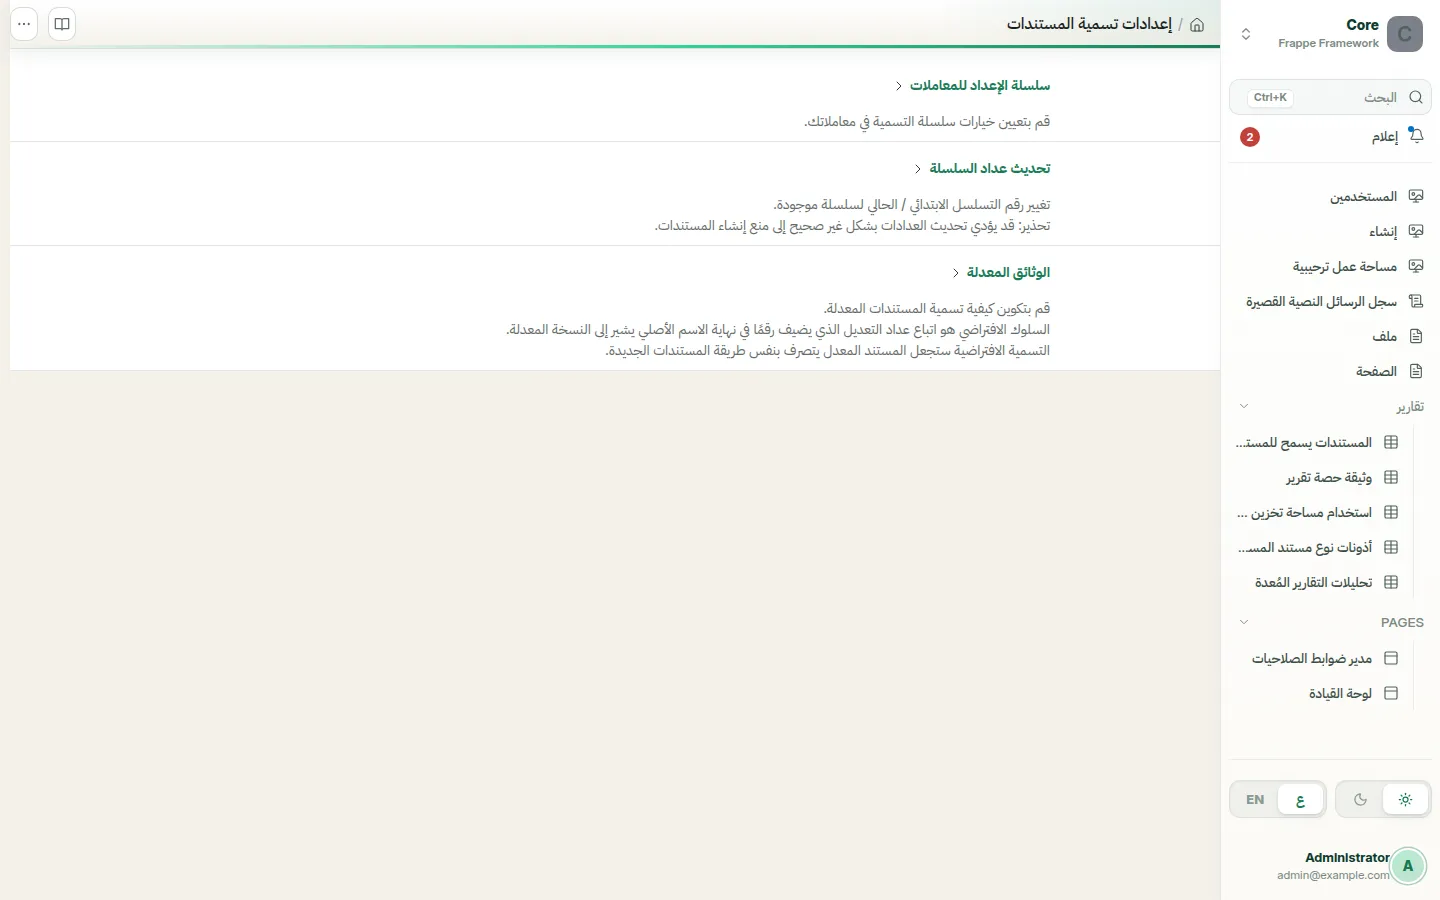 Core
Frappe Framework
C
البحث
Ctrl+K
إعلام
2
المستخدمين
إنشاء
مساحة عمل ترحيبية
سجل الرسائل النصية القصيرة
ملف
الصفحة
تقارير
المستندات يسمح للمستـ...
وثيقة حصة تقرير
استخدام مساحة تخزين ...
أذونات نوع مستند المسـ...
تحليلات التقارير المُعدة
PAGES
مدير ضوابط الصلاحيات
لوحة القيادة
ع
EN
Administrator
admin@example.com
A
/ إعدادات تسمية المستندات
سلسلة الإعداد للمعاملات
قم بتعيين خيارات سلسلة التسمية في معاملاتك.
تحديث عداد السلسلة
تغيير رقم التسلسل الابتدائي / الحالي لسلسلة موجودة.
تحذير: قد يؤدي تحديث العدادات بشكل غير صحيح إلى منع إنشاء المستندات.
الوثائق المعدلة
قم بتكوين كيفية تسمية المستندات المعدلة.
السلوك الافتراضي هو اتباع عداد التعديل الذي يضيف رقمًا في نهاية الاسم الأصلي يشير إلى النسخة المعدلة.
التسمية الافتراضية ستجعل المستند المعدل يتصرف بنفس طريقة المستندات الجديدة.